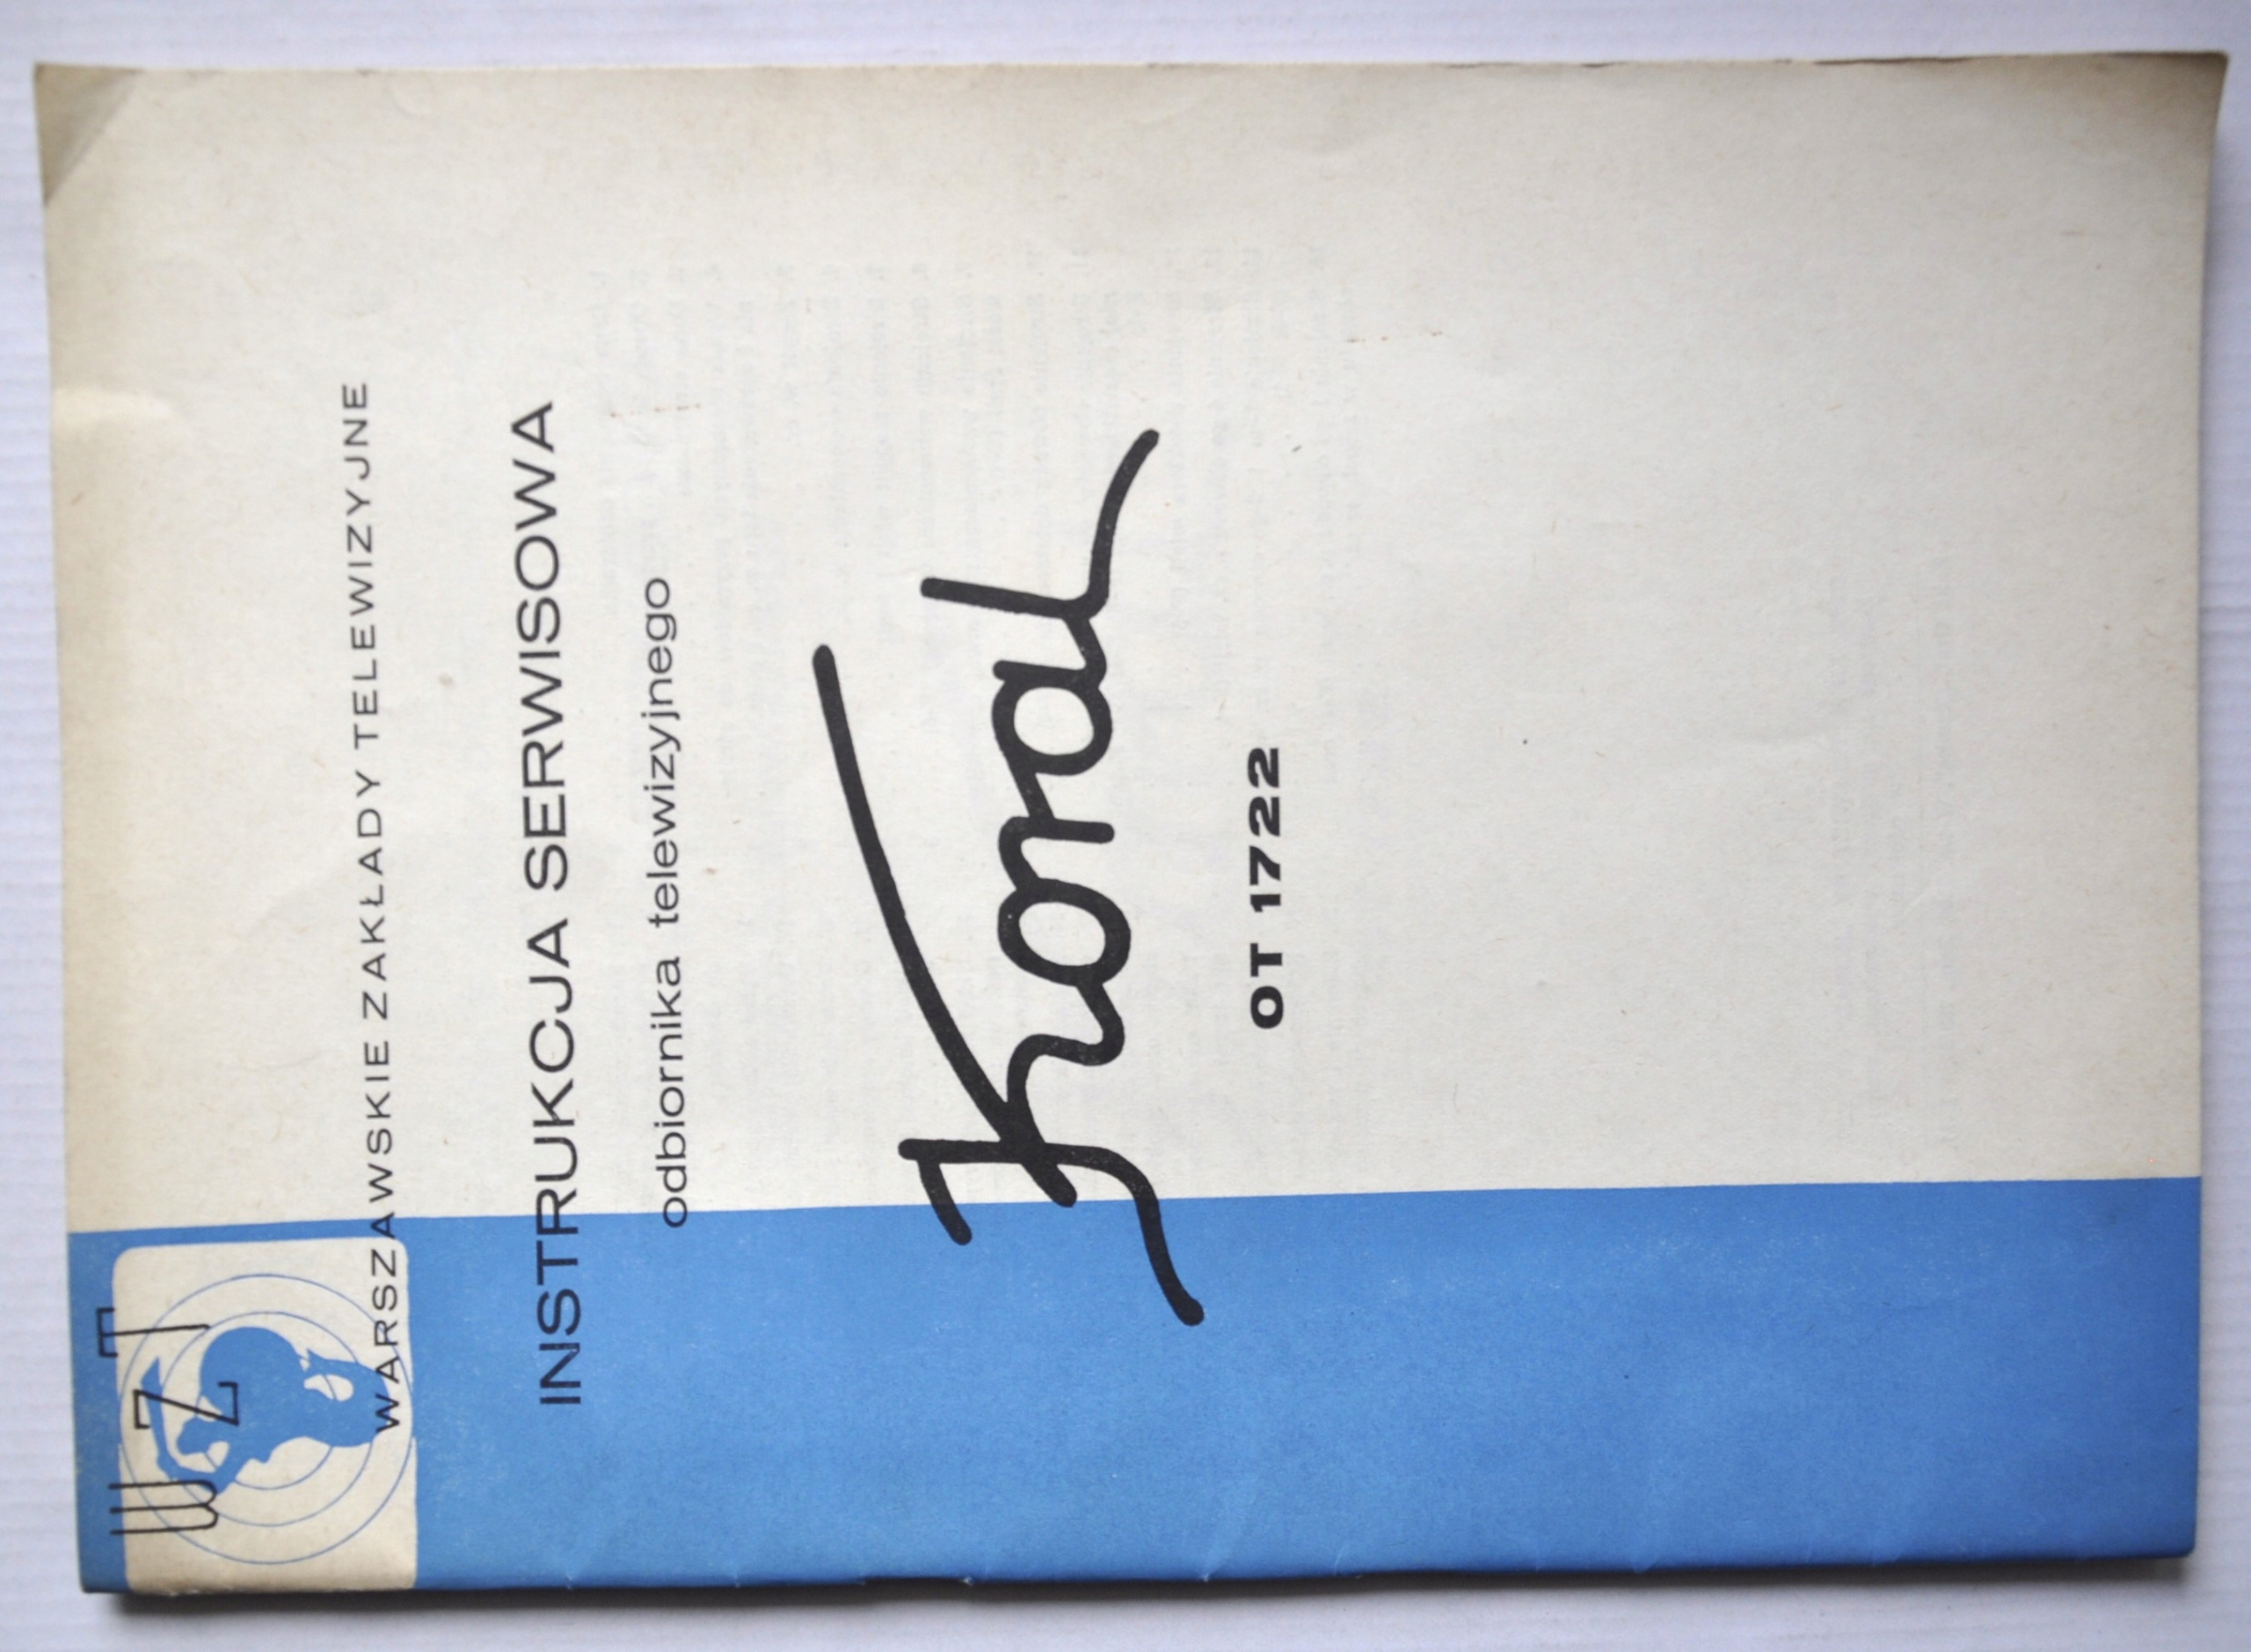 WZT
WARSZAWSKIE ZAKŁADY TELEWIZYJNE
INSTRUKCJA SERWISOWA
odbiornika telewizyjnego
Koral
OT 1722